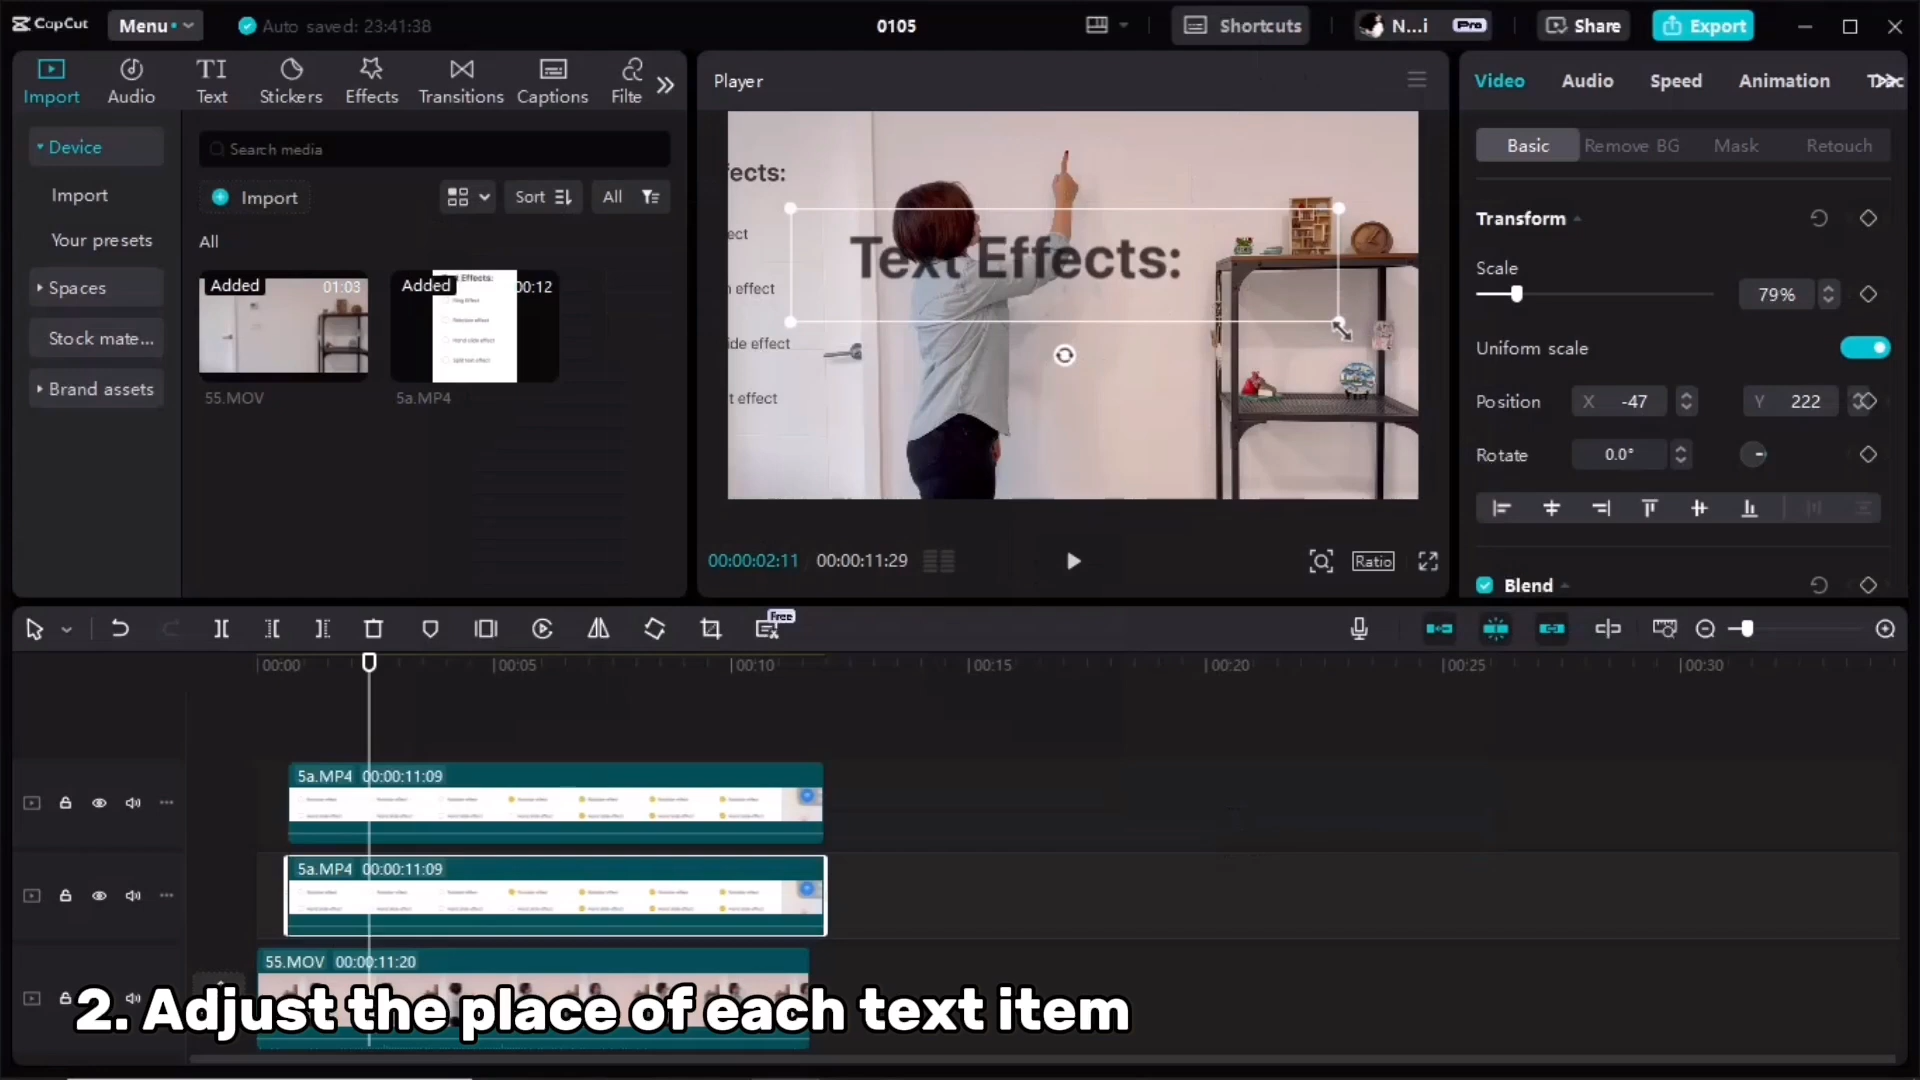 CapCut
Menu
Auto saved: 23:41:38
0105
Shortcuts
N...i
Pro
Share
Export
Import
Audio
Text
Stickers
Effects
Transitions
Captions
Filte
Device
Import
Your presets
Spaces
Stock mate...
Brand assets
Search media
Import
Sort
All
All
Added
01:03
55.MOV
Added
00:12
5a.MP4
Player
Text Effects:
ects:
ect
effect
ide effect
t effect
00:00:02:11
00:00:11:29
Ratio
Video
Audio
Speed
Animation
Basic
Remove BG
Mask
Retouch
Transform
Scale
79%
Uniform scale
Position
X -47
Y 222
Rotate
0.0°
Blend
Free
00:00
00:05
00:10
00:15
00:20
00:25
00:30
5a.MP4 00:00:11:09
5a.MP4 00:00:11:09
55.MOV 00:00:11:20
2. Adjust the place of each text item